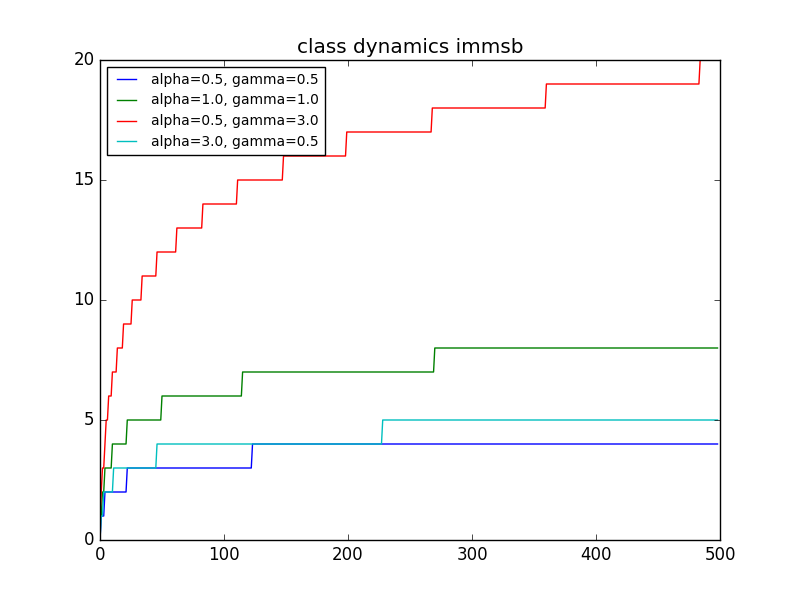 class dynamics immsb
20
alpha=0.5, gamma=0.5
alpha=1.0, gamma=1.0
alpha=0.5, gamma=3.0
alpha=3.0, gamma=0.5
15
10
5
0
0 100 200 300 400 500